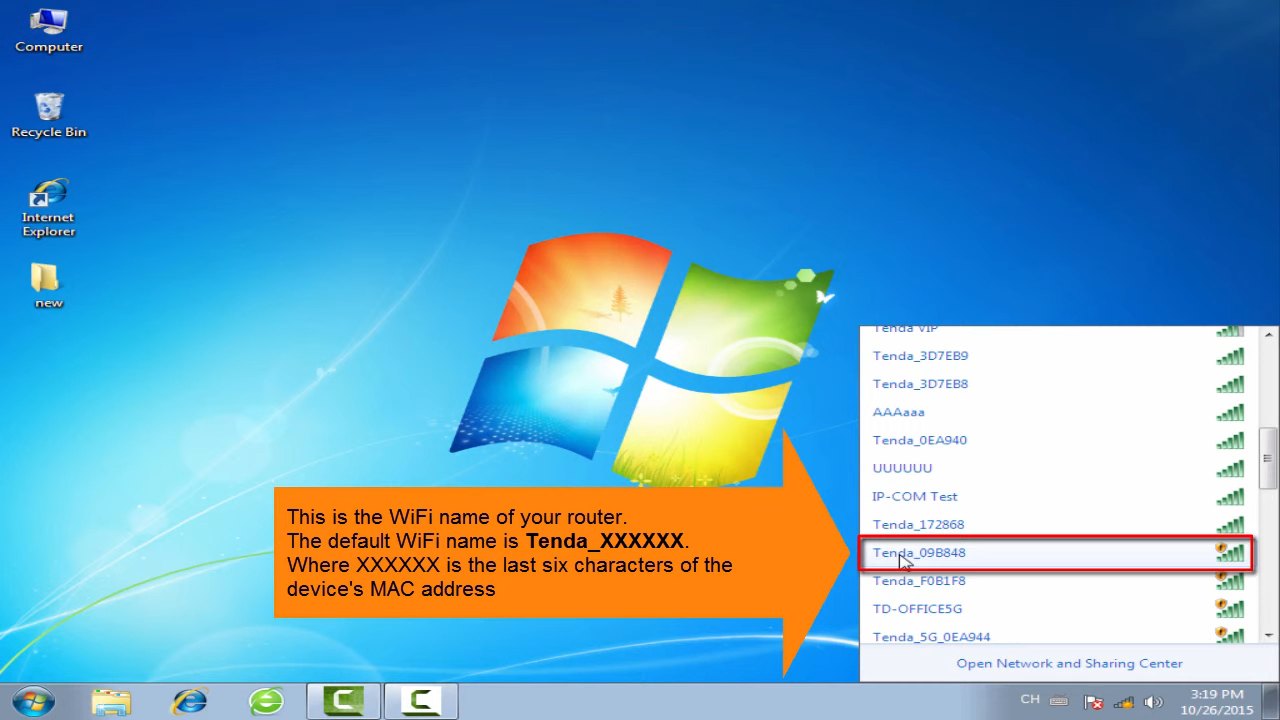 Computer
Recycle Bin
Internet
Explorer
new
This is the WiFi name of your router.
The default WiFi name is Tenda_XXXXXX.
Where XXXXXX is the last six characters of the
device's MAC address
Tenda VIP
Tenda_3D7EB9
Tenda_3D7EB8
AAAaaa
Tenda_0EA940
UUUUUU
IP-COM Test
Tenda_172868
Tenda_09B848
Tenda_F0B1F8
TD-OFFICE5G
Tenda_5G_0EA944
Open Network and Sharing Center
CH
3:19 PM
10/26/2015